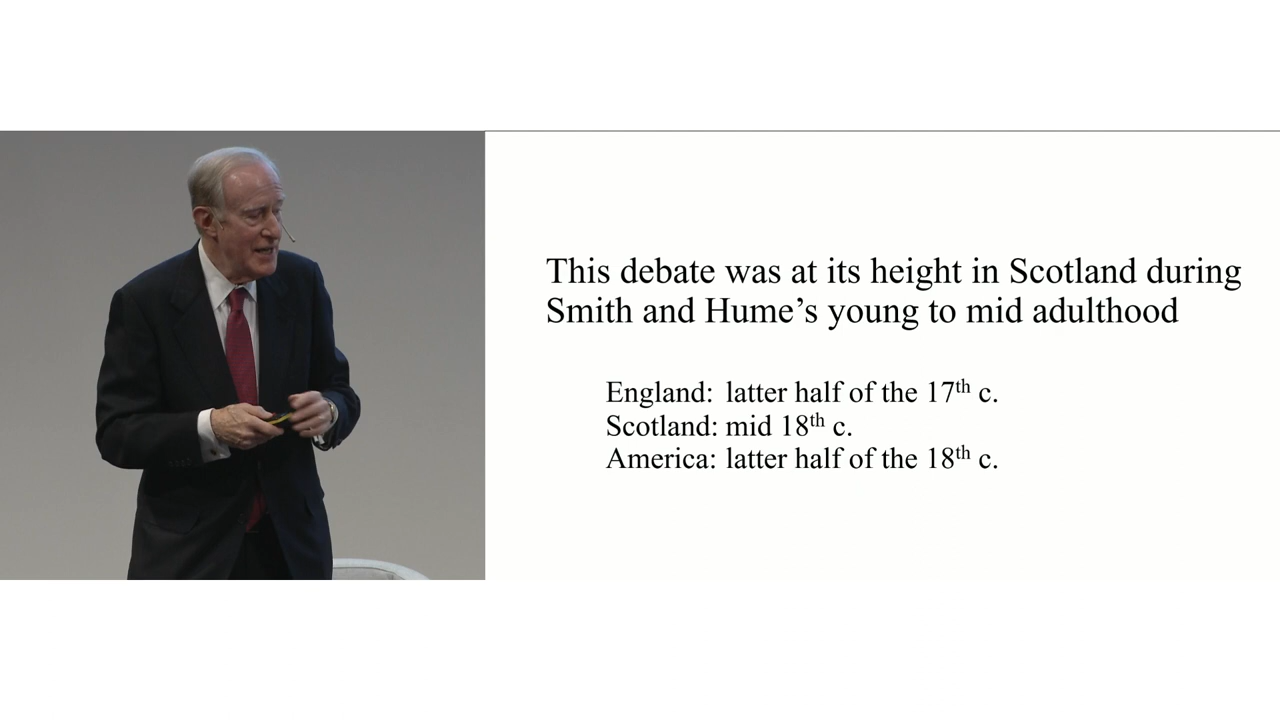 This debate was at its height in Scotland during
Smith and Hume’s young to mid adulthood
England: latter half of the 17th c.
Scotland: mid 18th c.
America: latter half of the 18th c.